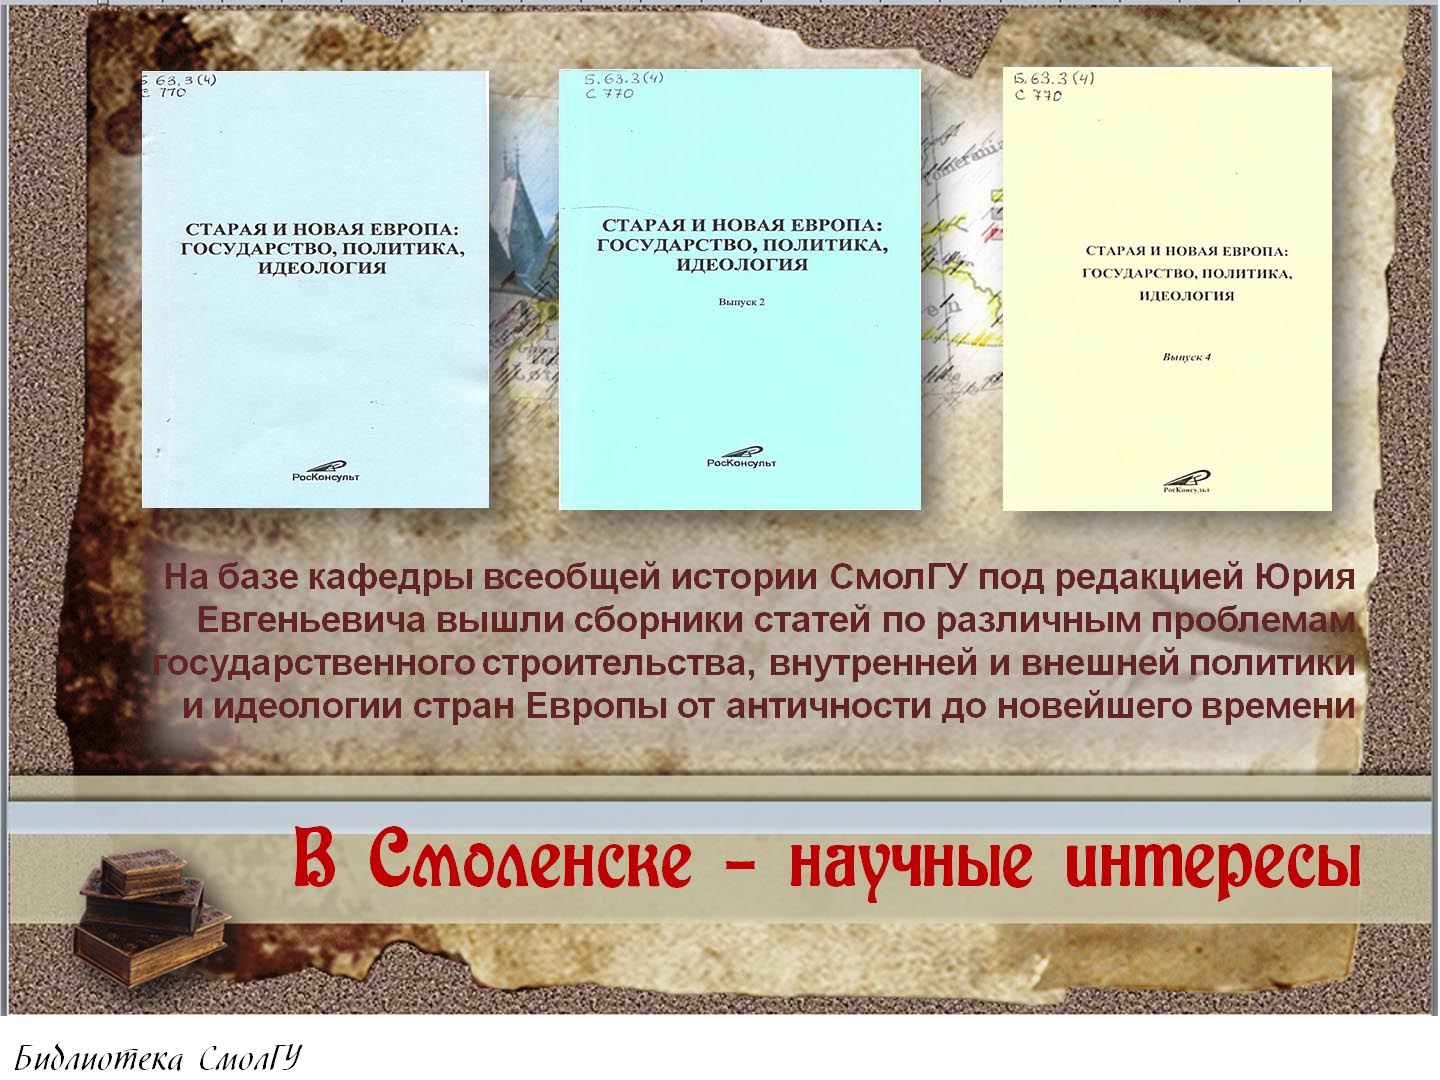 Б. 63.3(4)
С 770
СТАРАЯ И НОВАЯ ЕВРОПА:
ГОСУДАРСТВО, ПОЛИТИКА,
ИДЕОЛОГИЯ
РосКонсульт
Б. 63.3(4)
С 770
СТАРАЯ И НОВАЯ ЕВРОПА:
ГОСУДАРСТВО, ПОЛИТИКА,
ИДЕОЛОГИЯ
Выпуск 2
РосКонсульт
Б. 63.3 (4)
С 770
СТАРАЯ И НОВАЯ ЕВРОПА:
ГОСУДАРСТВО, ПОЛИТИКА,
ИДЕОЛОГИЯ
Выпуск 4
РосКонсульт
На базе кафедры всеобщей истории СмолГУ под редакцией Юрия
Евгеньевича вышли сборники статей по различным проблемам
государственного строительства, внутренней и внешней политики
и идеологии стран Европы от античности до новейшего времени
В Смоленске – научные интересы
Библиотека СмолГУ